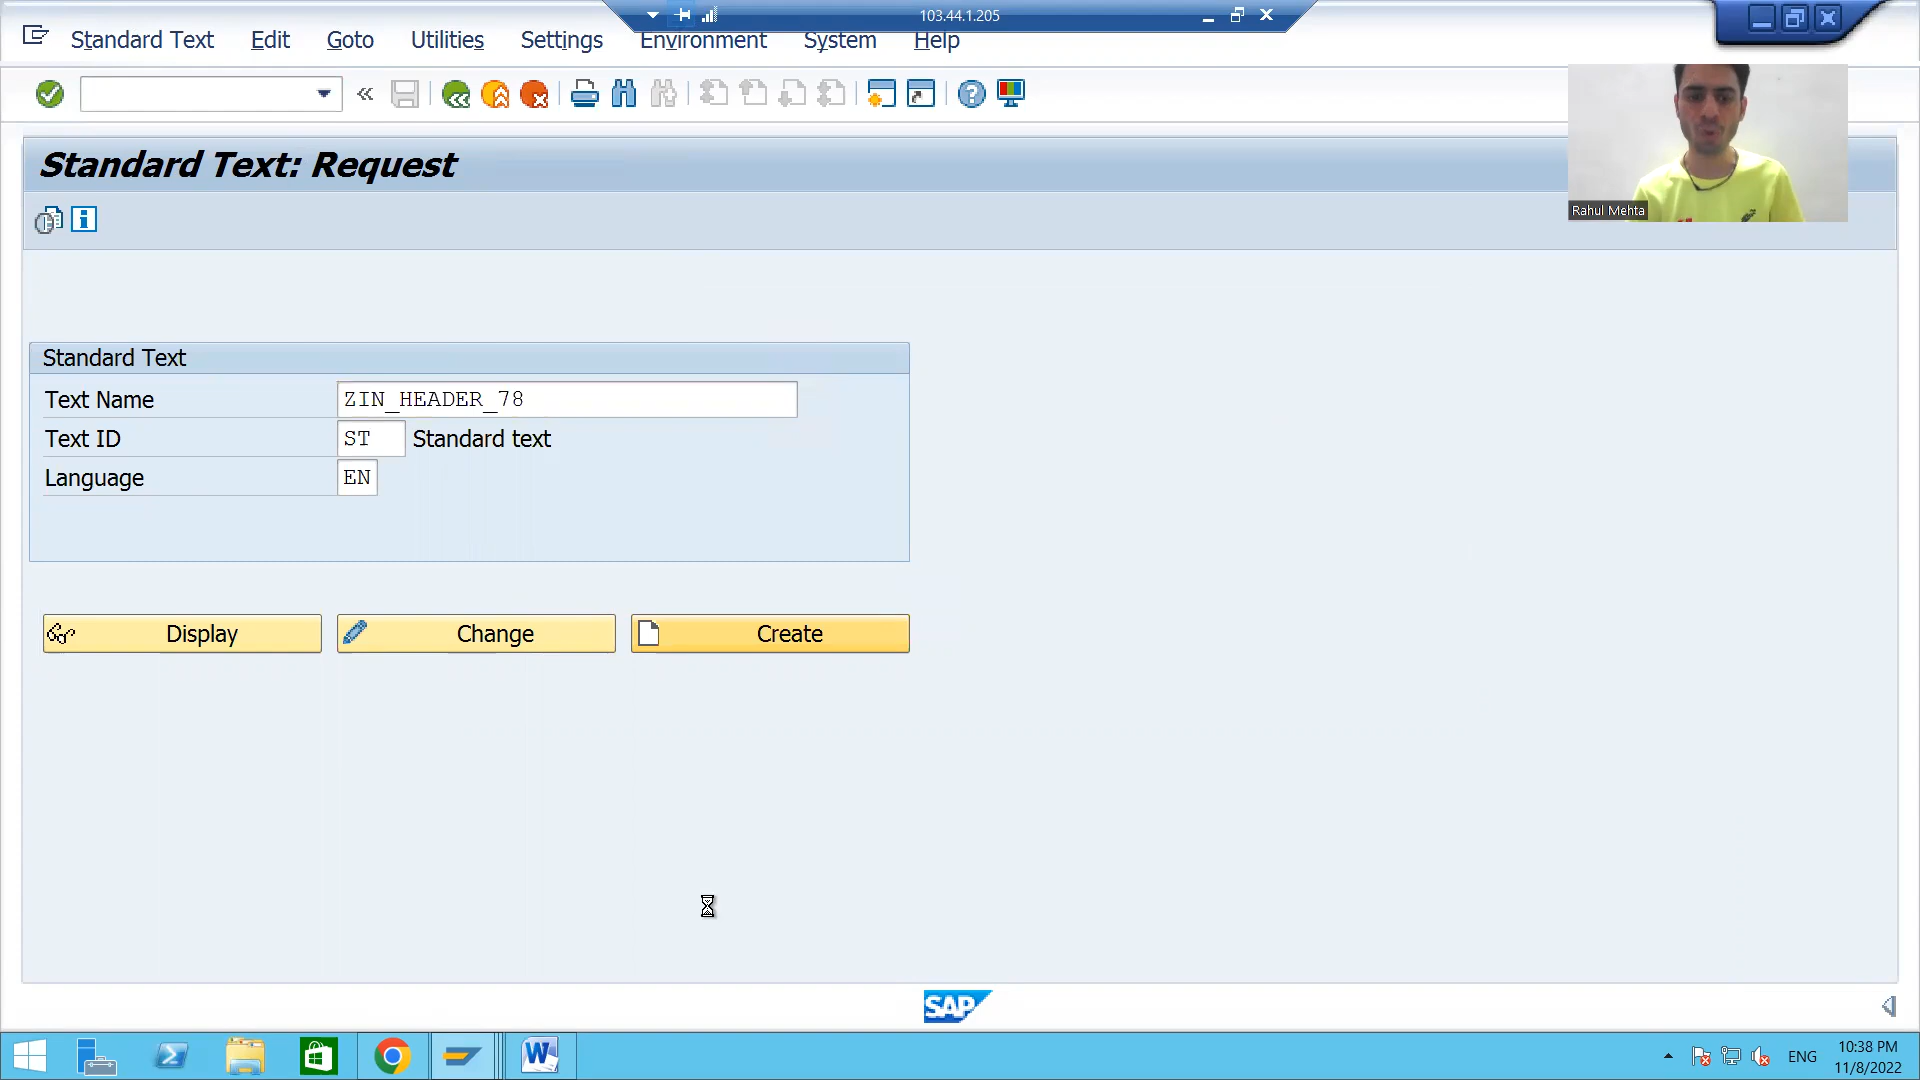 103.44.1.205
Standard Text Edit Goto Utilities Settings Environment System Help
Standard Text: Request
Rahul Mehta
Standard Text
Text Name ZIN_HEADER_78
Text ID ST Standard text
Language EN
Display Change Create
SAP
ENG
10:38 PM
11/8/2022